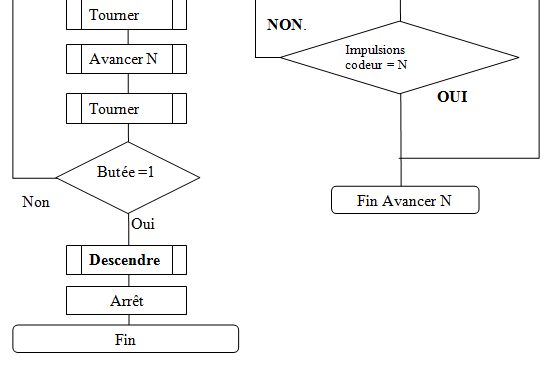 Tourner
Avancer N
Tourner
Butée =1
Non
Oui
Descendre
Arrêt
Fin
NON.
Impulsions
codeur = N
OUI
Fin Avancer N